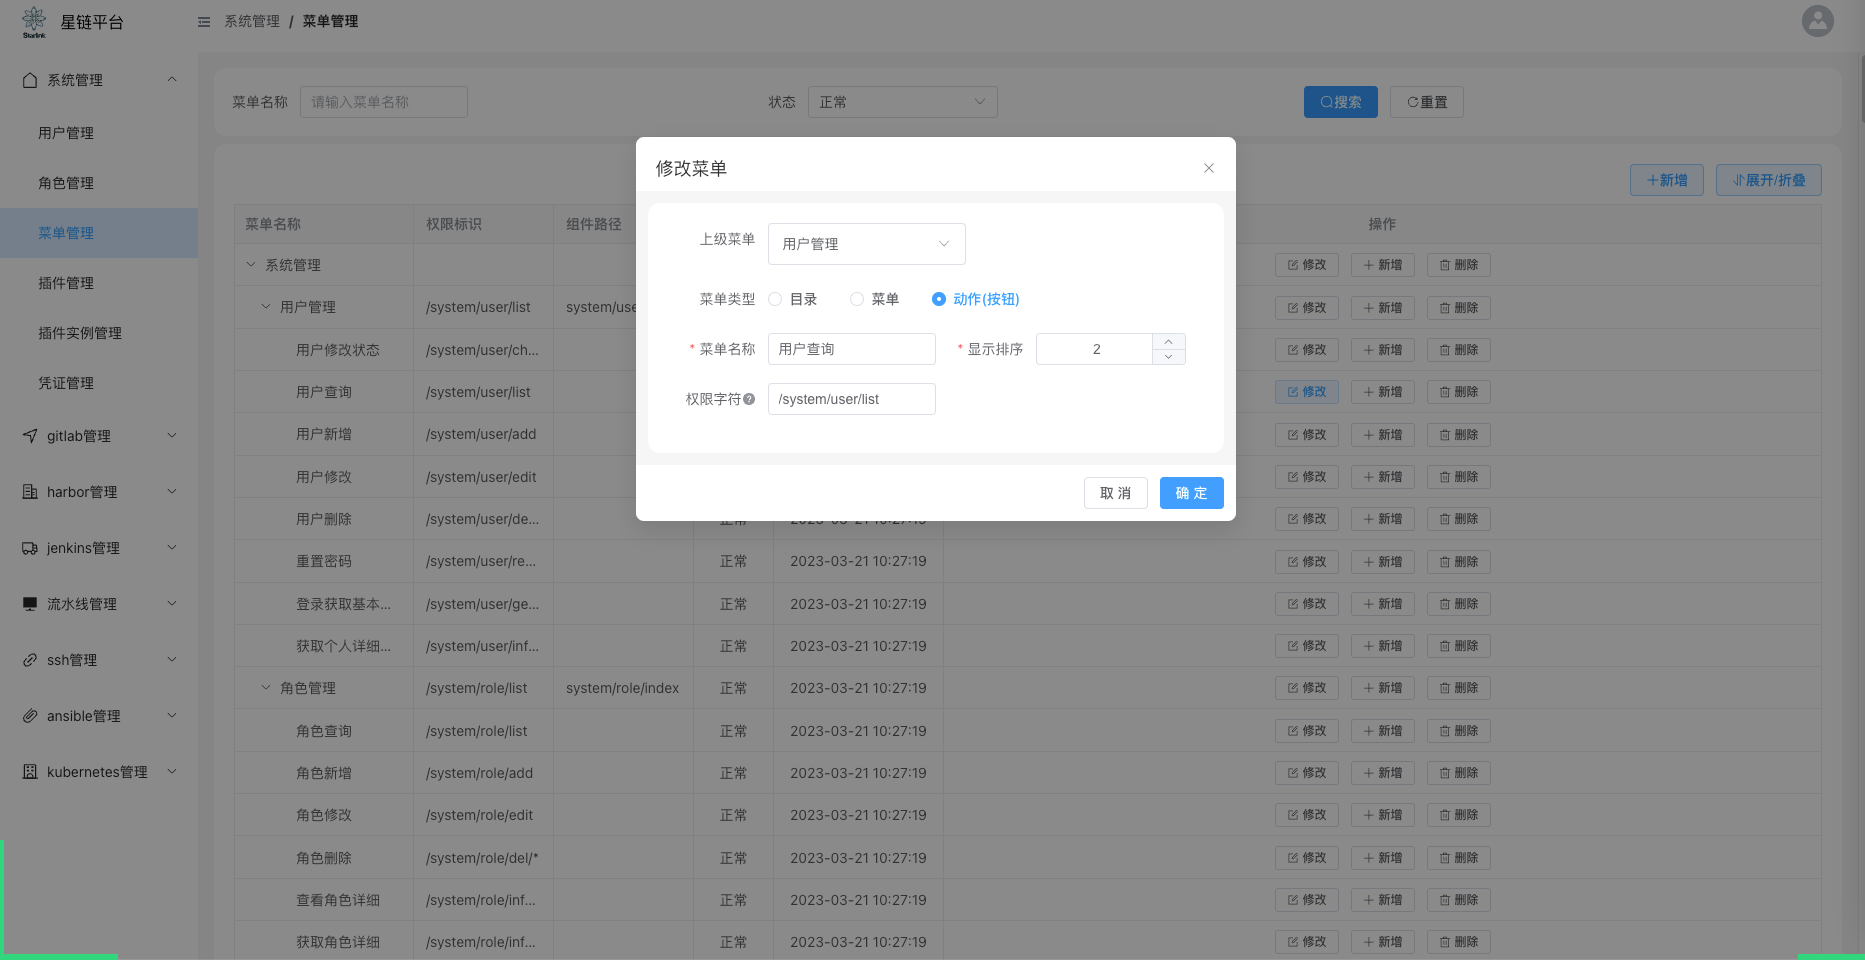 星链平台
Starlink
系统管理 / 菜单管理
系统管理
用户管理
角色管理
菜单管理
插件管理
插件实例管理
凭证管理
gitlab管理
harbor管理
jenkins管理
流水线管理
ssh管理
ansible管理
kubernetes管理
菜单名称 请输入菜单名称 状态 正常 搜索 重置
新增 展开/折叠
菜单名称 权限标识 组件路径 操作
系统管理 修改 新增 删除
用户管理 /system/user/list system/use 修改 新增 删除
用户修改状态 /system/user/ch... 修改 新增 删除
用户查询 /system/user/list 修改 新增 删除
用户新增 /system/user/add 修改 新增 删除
用户修改 /system/user/edit 修改 新增 删除
用户删除 /system/user/de... 正常 2023-03-21 10:27:19 修改 新增 删除
重置密码 /system/user/re... 正常 2023-03-21 10:27:19 修改 新增 删除
登录获取基本... /system/user/ge... 正常 2023-03-21 10:27:19 修改 新增 删除
获取个人详细... /system/user/inf... 正常 2023-03-21 10:27:19 修改 新增 删除
角色管理 /system/role/list system/role/index 正常 2023-03-21 10:27:19 修改 新增 删除
角色查询 /system/role/list 正常 2023-03-21 10:27:19 修改 新增 删除
角色新增 /system/role/add 正常 2023-03-21 10:27:19 修改 新增 删除
角色修改 /system/role/edit 正常 2023-03-21 10:27:19 修改 新增 删除
角色删除 /system/role/del/* 正常 2023-03-21 10:27:19 修改 新增 删除
查看角色详细 /system/role/inf... 正常 2023-03-21 10:27:19 修改 新增 删除
获取角色详细 /system/role/inf... 正常 2023-03-21 10:27:19 修改 新增 删除
修改菜单
上级菜单 用户管理
菜单类型 目录 菜单 动作(按钮)
* 菜单名称 用户查询 * 显示排序 2
权限字符 /system/user/list
取 消 确 定